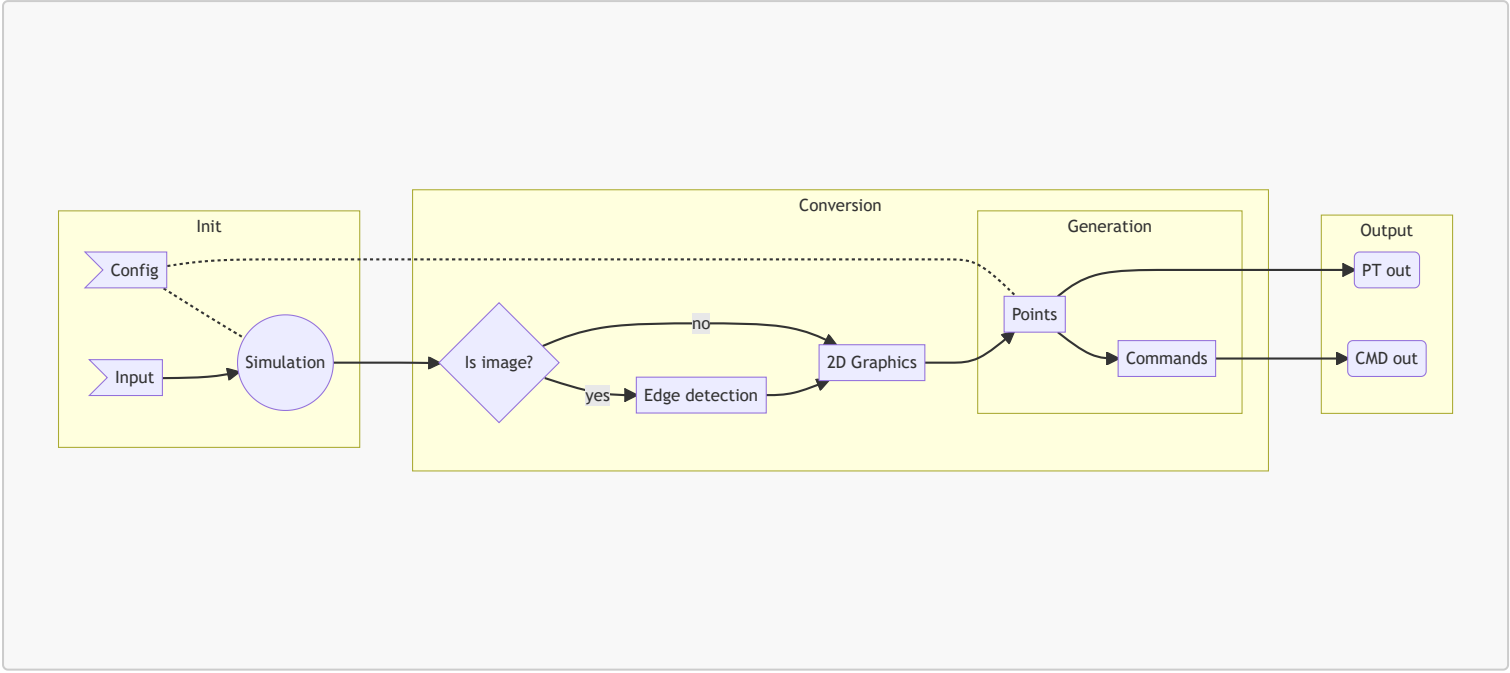 Init
Config
Input
Simulation
Conversion
Is image?
no
yes
Edge detection
2D Graphics
Generation
Points
Commands
Output
PT out
CMD out